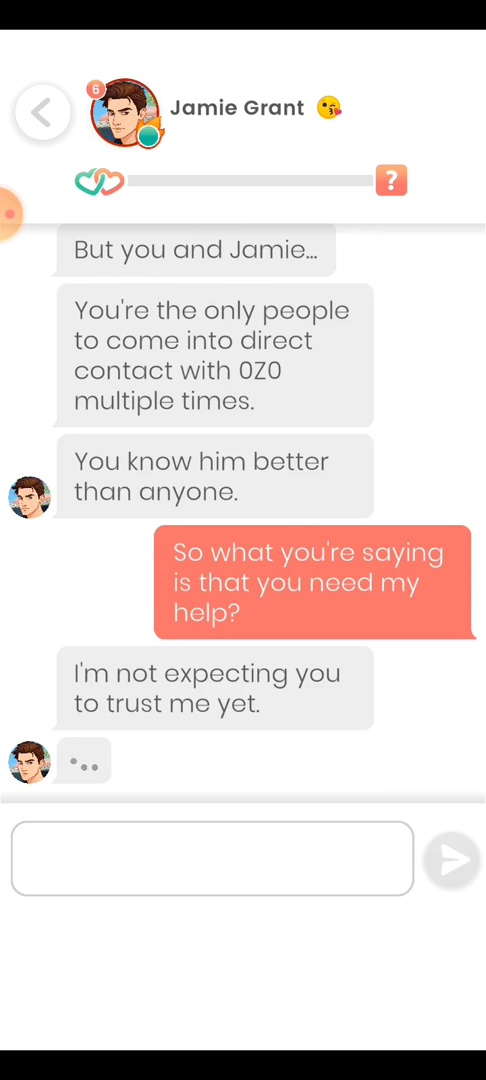 6
Jamie Grant 😘
?
But you and Jamie...
You're the only people
to come into direct
contact with 0Z0
multiple times.
You know him better
than anyone.
So what you're saying
is that you need my
help?
I'm not expecting you
to trust me yet.